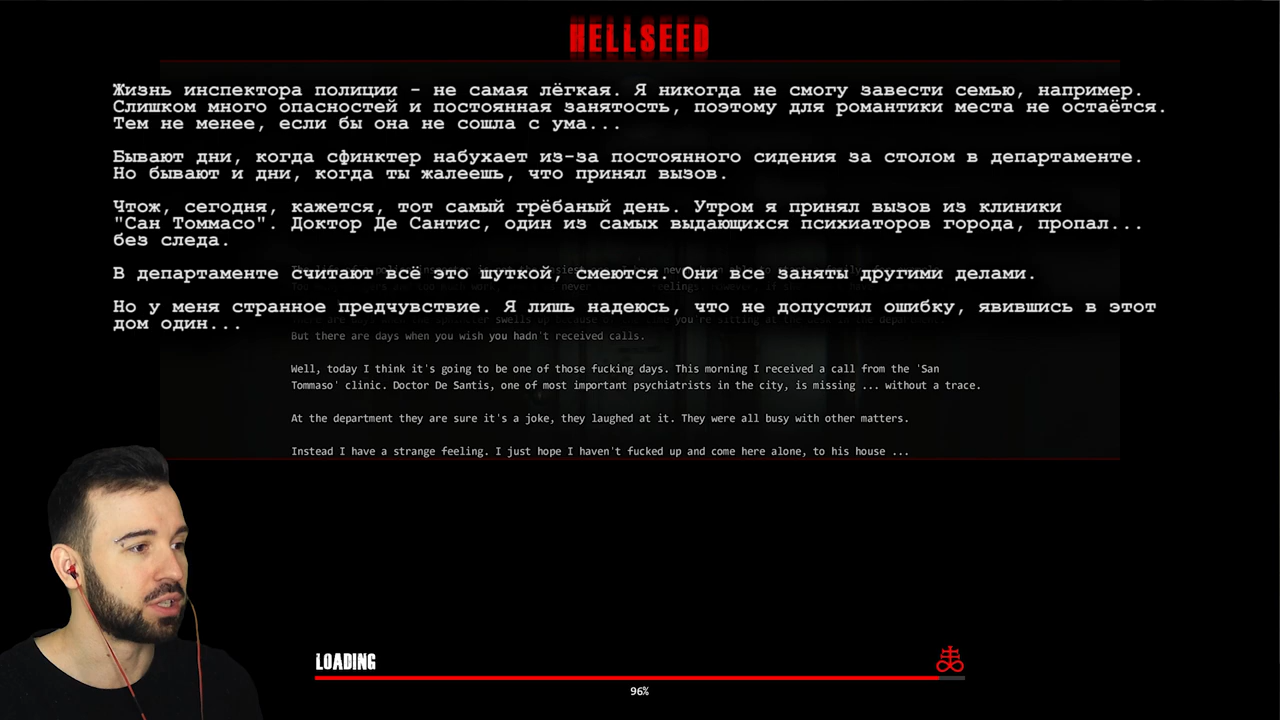 HELLSEED
Жизнь инспектора полиции - не самая лёгкая. Я никогда не смогу завести семью, например.
Слишком много опасностей и постоянная занятость, поэтому для романтики места не остаётся.
Тем не менее, если бы она не сошла с ума...
Бывают дни, когда сфинктер набухает из-за постоянного сидения за столом в департаменте.
Но бывают и дни, когда ты жалеешь, что принял вызов.
Чтож, сегодня, кажется, тот самый грёбаный день. Утром я принял вызов из клиники
"Сан Томмасо". Доктор Де Сантис, один из самых выдающихся психиаторов города, пропал...
без следа.
В департаменте считают всё это шуткой, смеются. Они все заняты другими делами.
Но у меня странное предчувствие. Я лишь надеюсь, что не допустил ошибку, явившись в этот
дом один...
But there are days when you wish you hadn't received calls.
Well, today I think it's going to be one of those fucking days. This morning I received a call from the 'San
Tommaso' clinic. Doctor De Santis, one of most important psychiatrists in the city, is missing ... without a trace.
At the department they are sure it's a joke, they laughed at it. They were all busy with other matters.
Instead I have a strange feeling. I just hope I haven't fucked up and come here alone, to his house ...
LOADING
96%